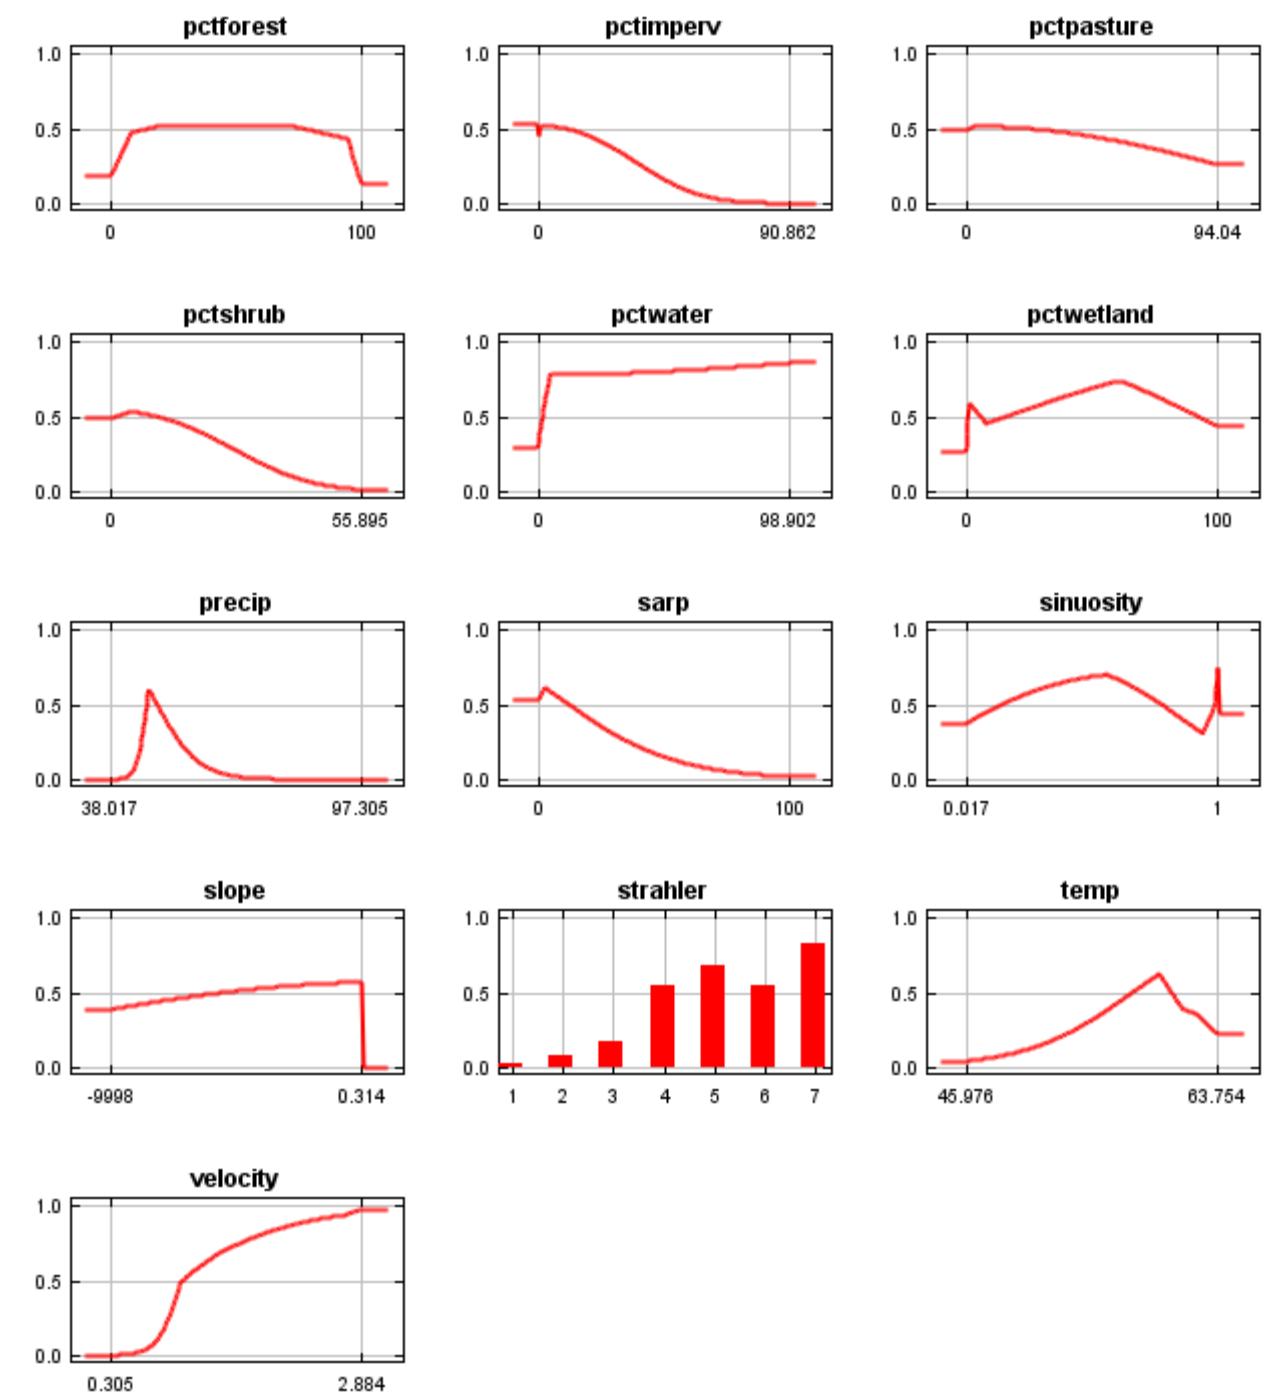 pctforest pctimperv pctpasture
1.0 1.0 1.0
0.5 0.5 0.5
0.0 0.0 0.0
0 100 0 90.862 0 94.04
pctshrub pctwater pctwetland
1.0 1.0 1.0
0.5 0.5 0.5
0.0 0.0 0.0
0 55.895 0 98.902 0 100
precip sarp sinuosity
1.0 1.0 1.0
0.5 0.5 0.5
0.0 0.0 0.0
38.017 97.305 0 100 0.017 1
slope strahler temp
1.0 1.0 1.0
0.5 0.5 0.5
0.0 0.0 0.0
-9998 0.314 1 2 3 4 5 6 7 45.976 63.754
velocity
1.0
0.5
0.0
0.305 2.884